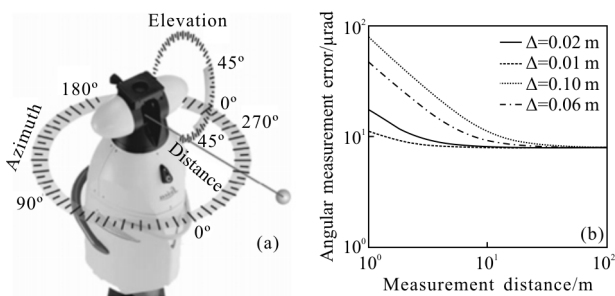 Elevation
45°
0°
45°
180°
270°
Azimuth
Distance
90°
0°
(a)
Angular measurement error/μrad
10²
10¹
10⁰
Δ=0.02 m
Δ=0.01 m
Δ=0.10 m
Δ=0.06 m
(b)
10⁰
10¹
10²
Measurement distance/m